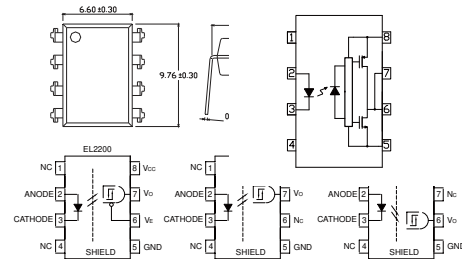 6.60 ±0.30
9.76 ±0.30
1
2
3
4
8
7
6
5
EL2200
NC 1
8 VCC
ANODE 2
7 VO
CATHODE 3
6 VE
NC 4
5 GND
SHIELD
NC 1
ANODE 2
7 VO
CATHODE 3
6 NC
NC 4
5 GND
SHIELD
ANODE 2
7 NC
CATHODE 3
6 VO
NC 4
5 GND
SHIELD